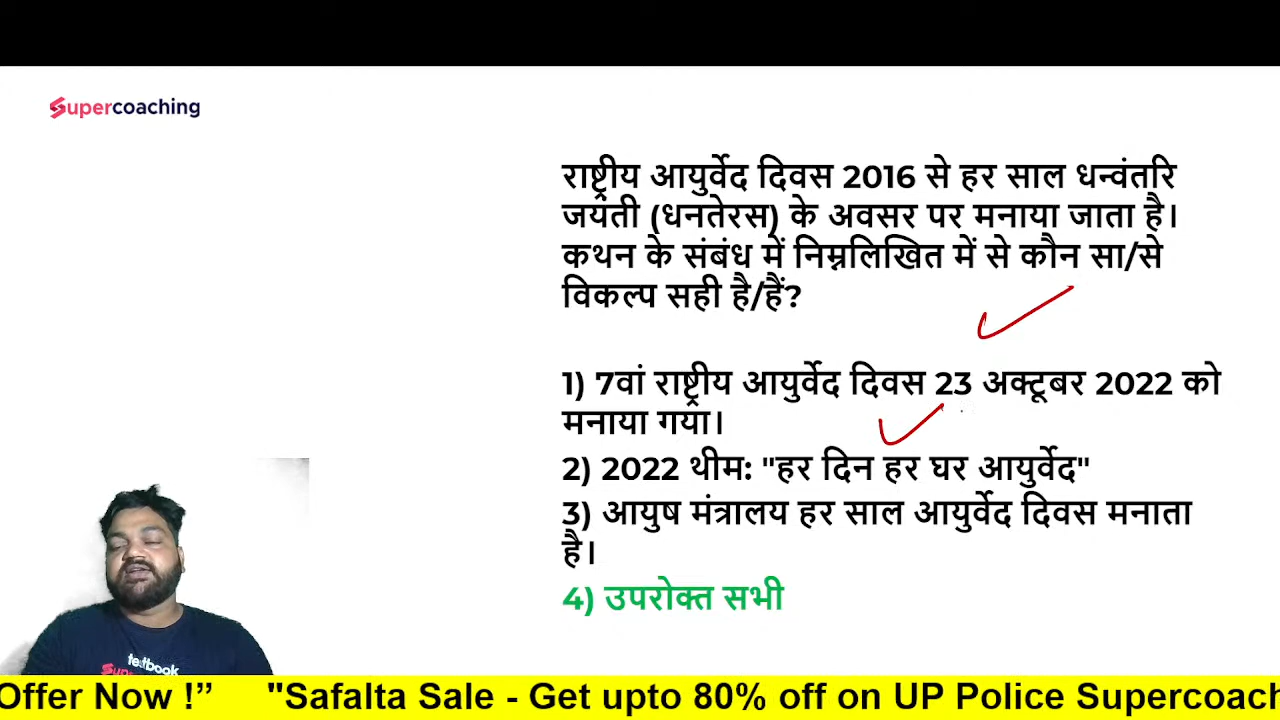 Supercoaching
राष्ट्रीय आयुर्वेद दिवस 2016 से हर साल धन्वंतरि
जयंती (धनतेरस) के अवसर पर मनाया जाता है।
कथन के संबंध में निम्नलिखित में से कौन सा/से
विकल्प सही है/हैं?
1) 7वां राष्ट्रीय आयुर्वेद दिवस 23 अक्टूबर 2022 को
मनाया गया।
2) 2022 थीम: "हर दिन हर घर आयुर्वेद"
3) आयुष मंत्रालय हर साल आयुर्वेद दिवस मनाता
है।
4) उपरोक्त सभी
testbook
Offer Now !” "Safalta Sale - Get upto 80% off on UP Police Supercoach